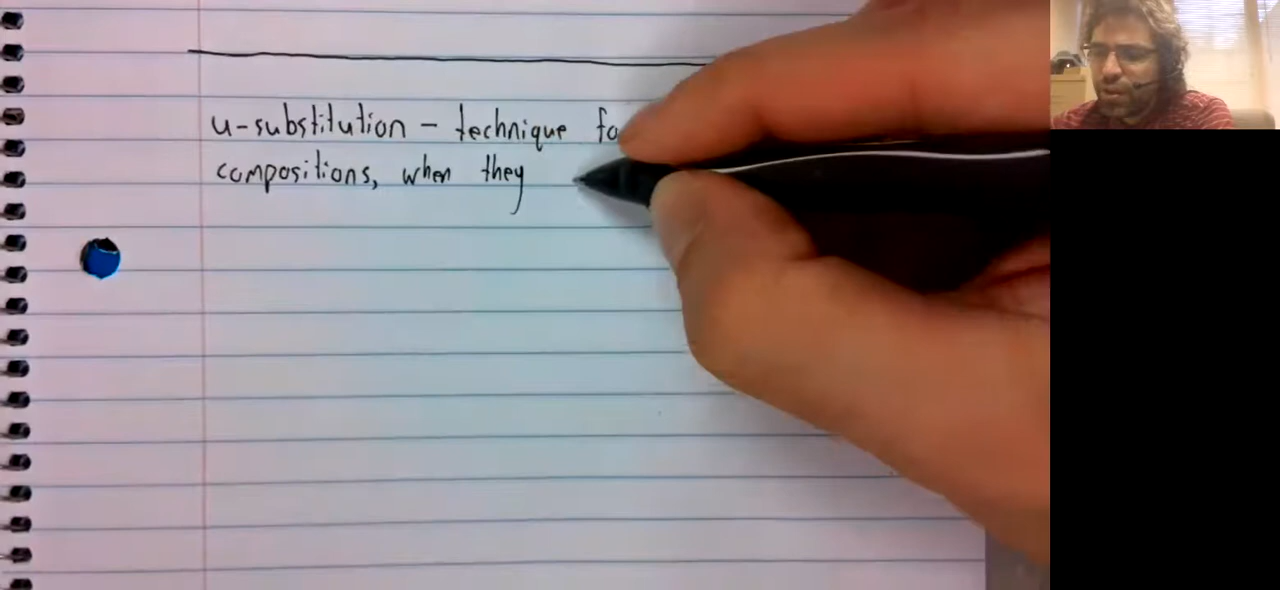 u-substitution - technique
compositions, when they